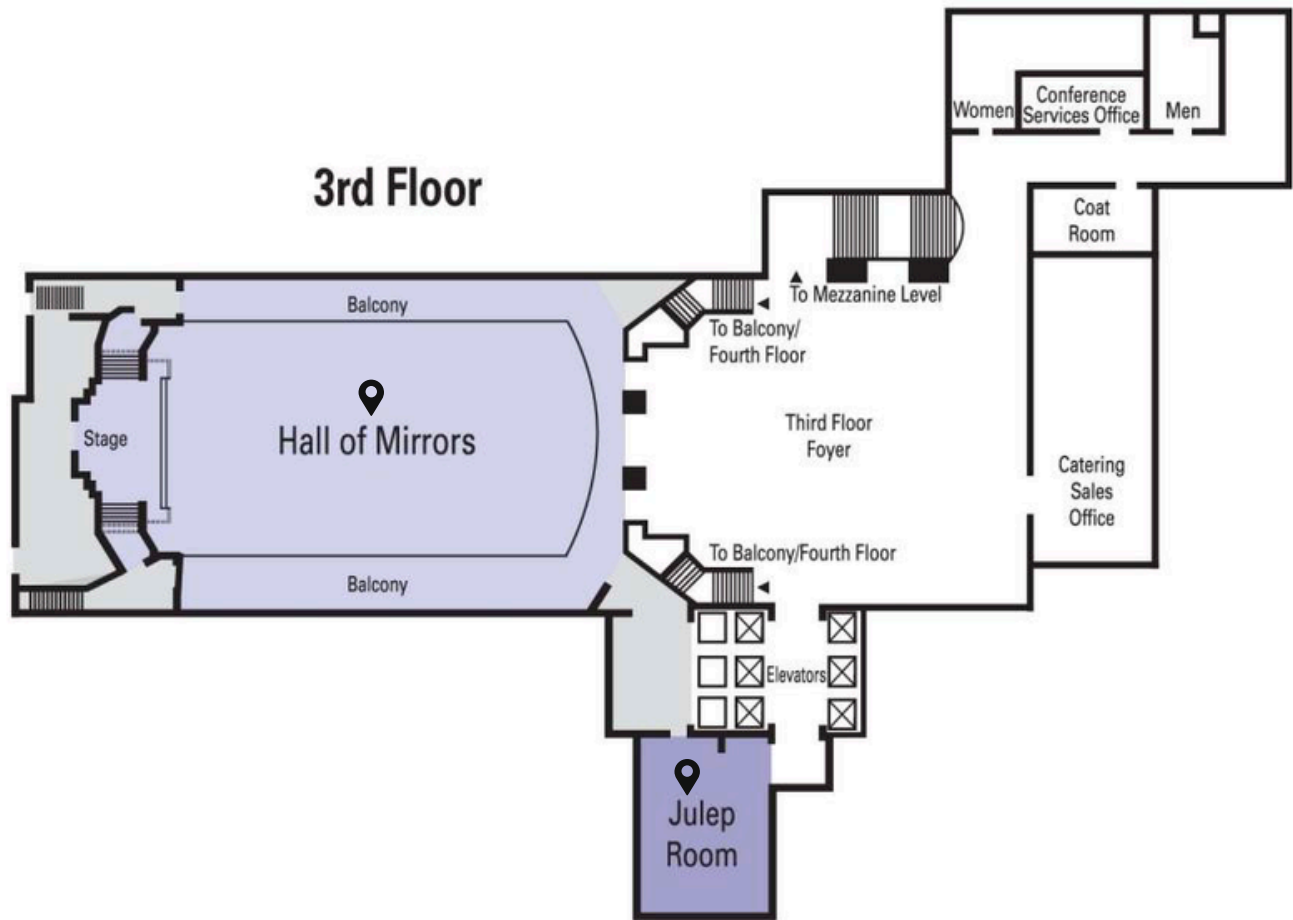 Women
Conference
Services Office
Men
3rd Floor
Coat
Room
Balcony
To Mezzanine Level
To Balcony/
Fourth Floor
Hall of Mirrors
Stage
Third Floor
Foyer
Catering
Sales
Office
To Balcony/Fourth Floor
Balcony
Elevators
Julep
Room